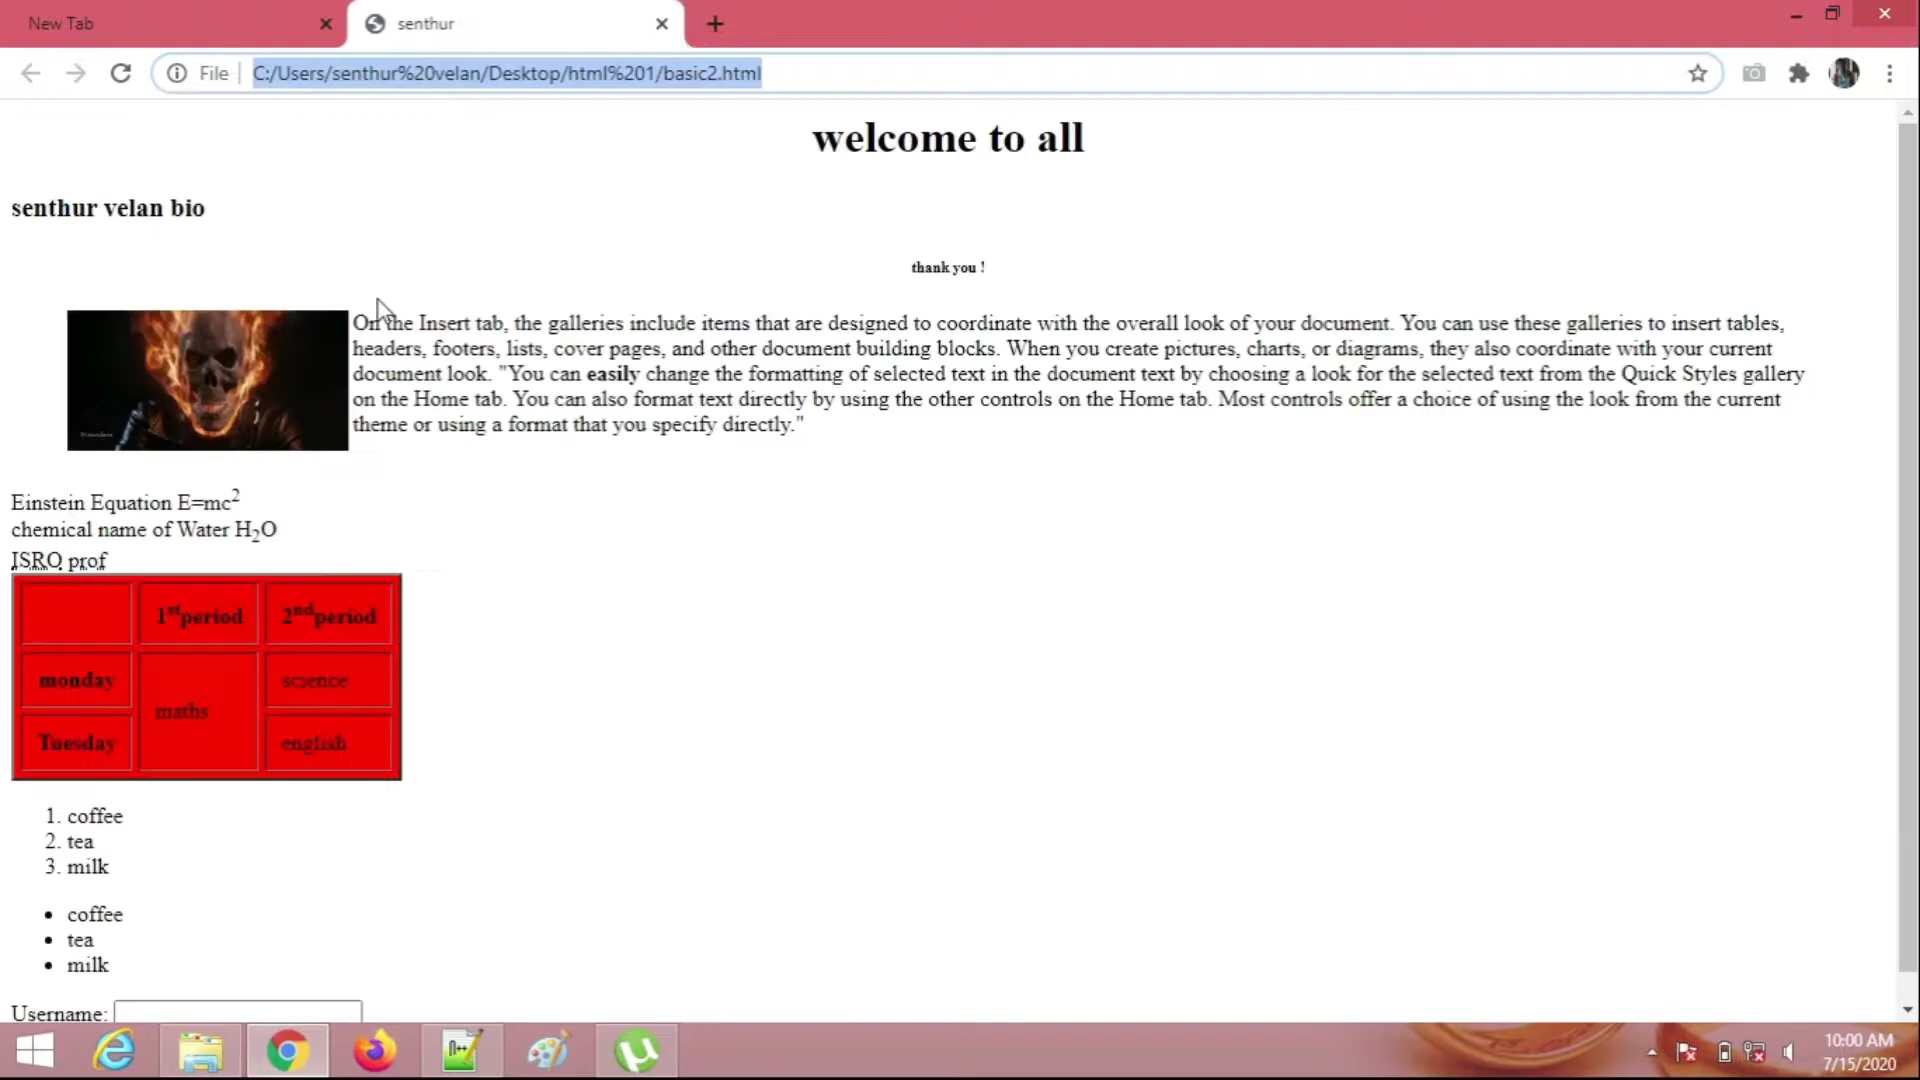 New Tab
senthur
File
C:/Users/senthur%20velan/Desktop/html%201/basic2.html
welcome to all
senthur velan bio
thank you !
On the Insert tab, the galleries include items that are designed to coordinate with the overall look of your document. You can use these galleries to insert tables,
headers, footers, lists, cover pages, and other document building blocks. When you create pictures, charts, or diagrams, they also coordinate with your current
document look. "You can easily change the formatting of selected text in the document text by choosing a look for the selected text from the Quick Styles gallery
on the Home tab. You can also format text directly by using the other controls on the Home tab. Most controls offer a choice of using the look from the current
theme or using a format that you specify directly."
Einstein Equation E=mc²
chemical name of Water H₂O
ISRO prof
1stperiod 2ndperiod
monday maths science
Tuesday english
1. coffee
2. tea
3. milk
• coffee
• tea
• milk
Username:
10:00 AM
7/15/2020